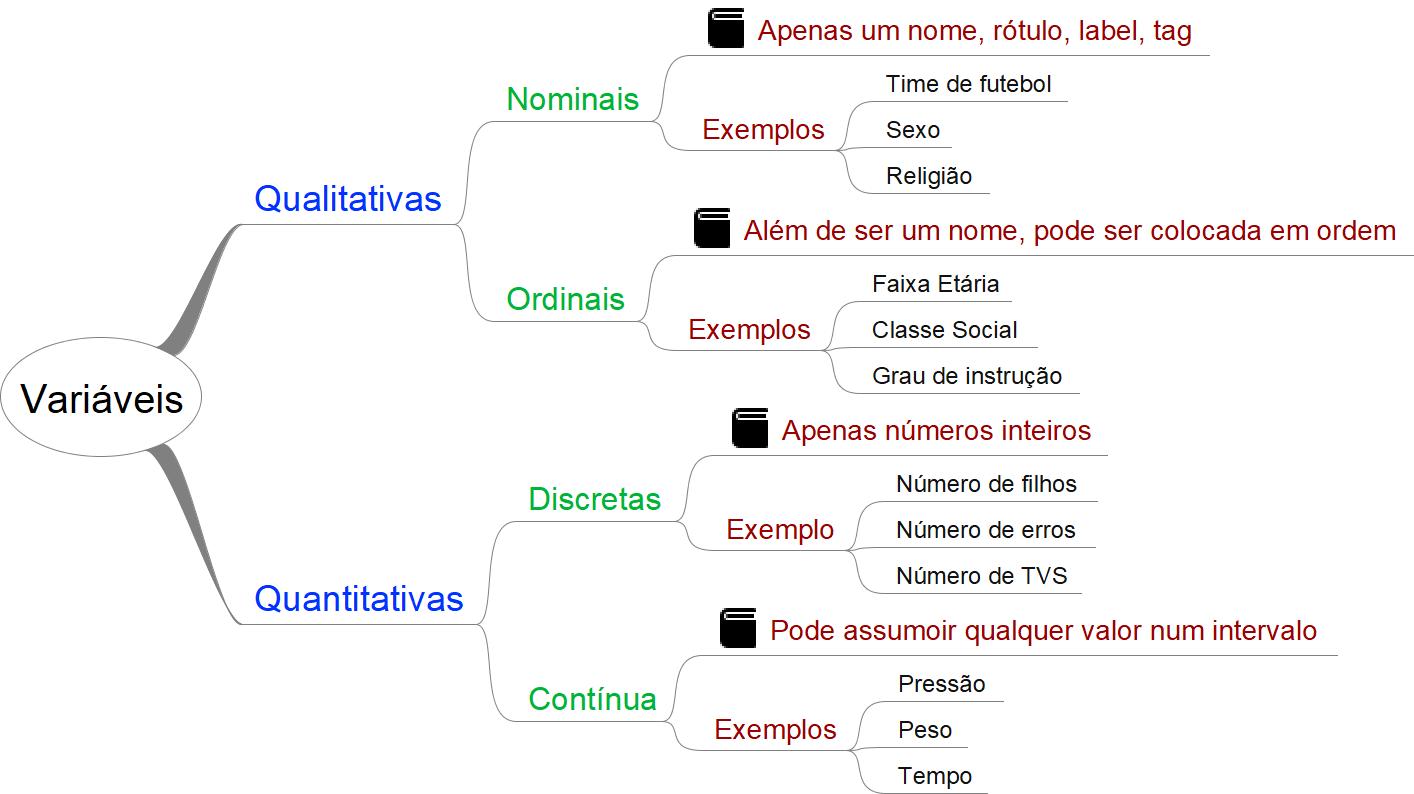 Variáveis
Qualitativas
Nominais
Apenas um nome, rótulo, label, tag
Exemplos
Time de futebol
Sexo
Religião
Ordinais
Além de ser um nome, pode ser colocada em ordem
Exemplos
Faixa Etária
Classe Social
Grau de instrução
Quantitativas
Discretas
Apenas números inteiros
Exemplo
Número de filhos
Número de erros
Número de TVS
Contínua
Pode assumoir qualquer valor num intervalo
Exemplos
Pressão
Peso
Tempo